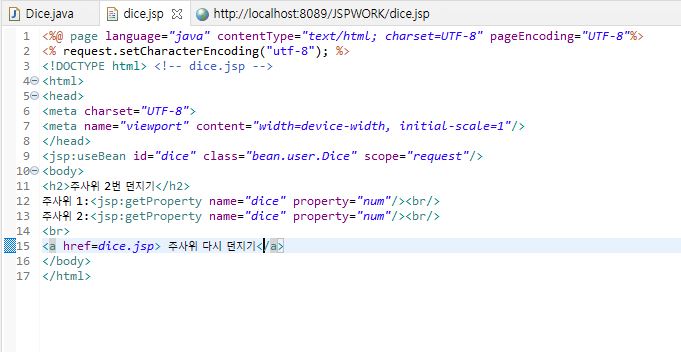 Dice.java dice.jsp http://localhost:8089/JSPWORK/dice.jsp
1 <%@ page language="java" contentType="text/html; charset=UTF-8" pageEncoding="UTF-8"%>
2 <% request.setCharacterEncoding("utf-8"); %>
3 <!DOCTYPE html> <!-- dice.jsp -->
4 <html>
5 <head>
6 <meta charset="UTF-8">
7 <meta name="viewport" content="width=device-width, initial-scale=1"/>
8 </head>
9 <jsp:useBean id="dice" class="bean.user.Dice" scope="request"/>
10 <body>
11 <h2>주사위 2번 던지기</h2>
12 주사위 1:<jsp:getProperty name="dice" property="num"/><br/>
13 주사위 2:<jsp:getProperty name="dice" property="num"/><br/>
14 <br>
15 <a href=dice.jsp> 주사위 다시 던지기</a>
16 </body>
17 </html>